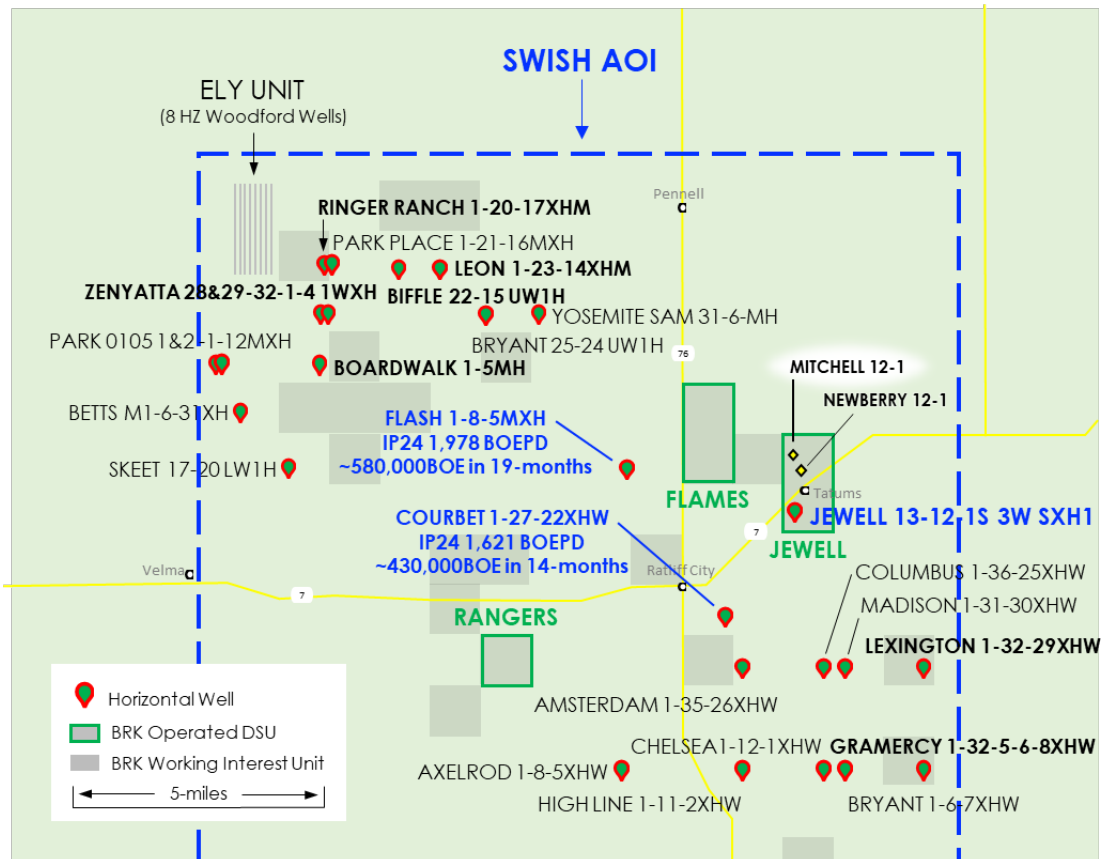 SWISH AOI
ELY UNIT
(8 HZ Woodford Wells)
Pennell
RINGER RANCH 1-20-17XHM
PARK PLACE 1-21-16MXH
LEON 1-23-14XHM
ZENYATTA 28&29-32-1-4 1WXH
BIFFLE 22-15 UW1H
YOSEMITE SAM 31-6-MH
PARK 0105 1&2-1-12MXH
BRYANT 25-24 UW1H
76
BOARDWALK 1-5MH
MITCHELL 12-1
NEWBERRY 12-1
BETTS M1-6-31XH
FLASH 1-8-5MXH
IP24 1,978 BOEPD
~580,000BOE in 19-months
SKEET 17-20 LW1H
FLAMES
Tatums
COURBET 1-27-22XHW
IP24 1,621 BOEPD
~430,000BOE in 14-months
JEWELL 13-12-1S 3W SXH1
7
JEWELL
Velma
7
Ratliff City
COLUMBUS 1-36-25XHW
MADISON 1-31-30XHW
RANGERS
LEXINGTON 1-32-29XHW
Horizontal Well
BRK Operated DSU
BRK Working Interest Unit
5-miles
AMSTERDAM 1-35-26XHW
CHELSEA1-12-1XHW
GRAMERCY 1-32-5-6-8XHW
AXELROD 1-8-5XHW
HIGH LINE 1-11-2XHW
BRYANT 1-6-7XHW